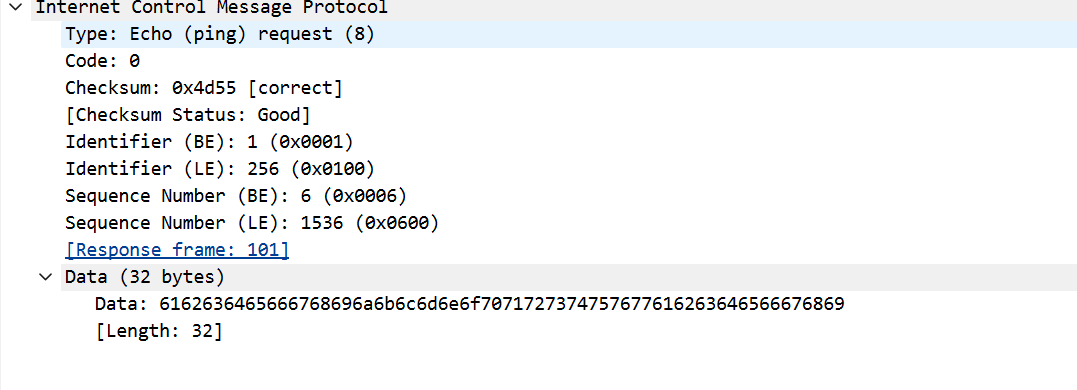 Internet Control Message Protocol
Type: Echo (ping) request (8)
Code: 0
Checksum: 0x4d55 [correct]
[Checksum Status: Good]
Identifier (BE): 1 (0x0001)
Identifier (LE): 256 (0x0100)
Sequence Number (BE): 6 (0x0006)
Sequence Number (LE): 1536 (0x0600)
[Response frame: 101]
Data (32 bytes)
Data: 6162636465666768696a6b6c6d6e6f7071727374757677616263646566676869
[Length: 32]